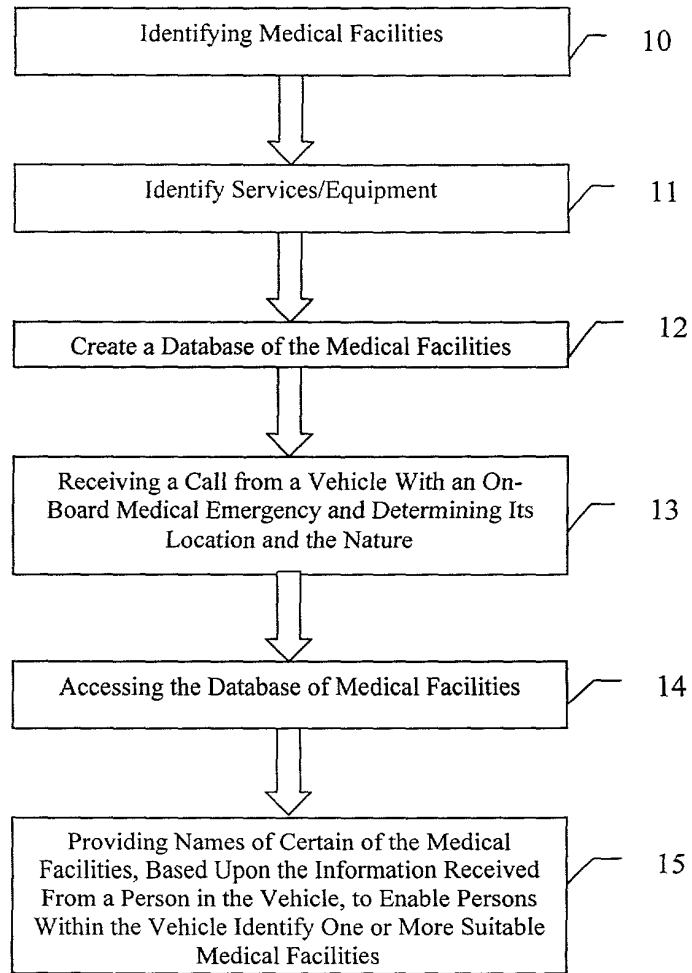 Identifying Medical Facilities
10
Identify Services/Equipment
11
Create a Database of the Medical Facilities
12
Receiving a Call from a Vehicle With an On-
Board Medical Emergency and Determining Its
Location and the Nature
13
Accessing the Database of Medical Facilities
14
Providing Names of Certain of the Medical
Facilities, Based Upon the Information Received
From a Person in the Vehicle, to Enable Persons
Within the Vehicle Identify One or More Suitable
Medical Facilities
15